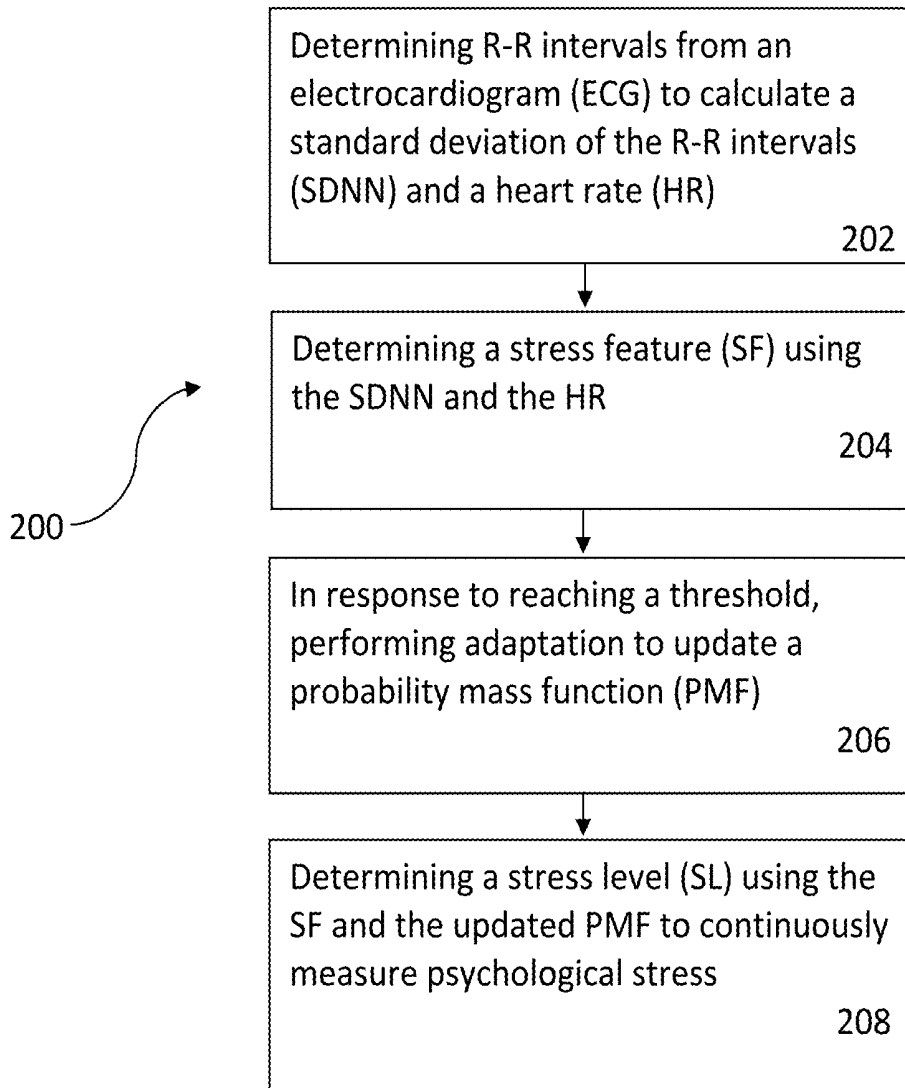 Determining R-R intervals from an
electrocardiogram (ECG) to calculate a
standard deviation of the R-R intervals
(SDNN) and a heart rate (HR)
202
Determining a stress feature (SF) using
the SDNN and the HR
204
200
In response to reaching a threshold,
performing adaptation to update a
probability mass function (PMF)
206
Determining a stress level (SL) using the
SF and the updated PMF to continuously
measure psychological stress
208